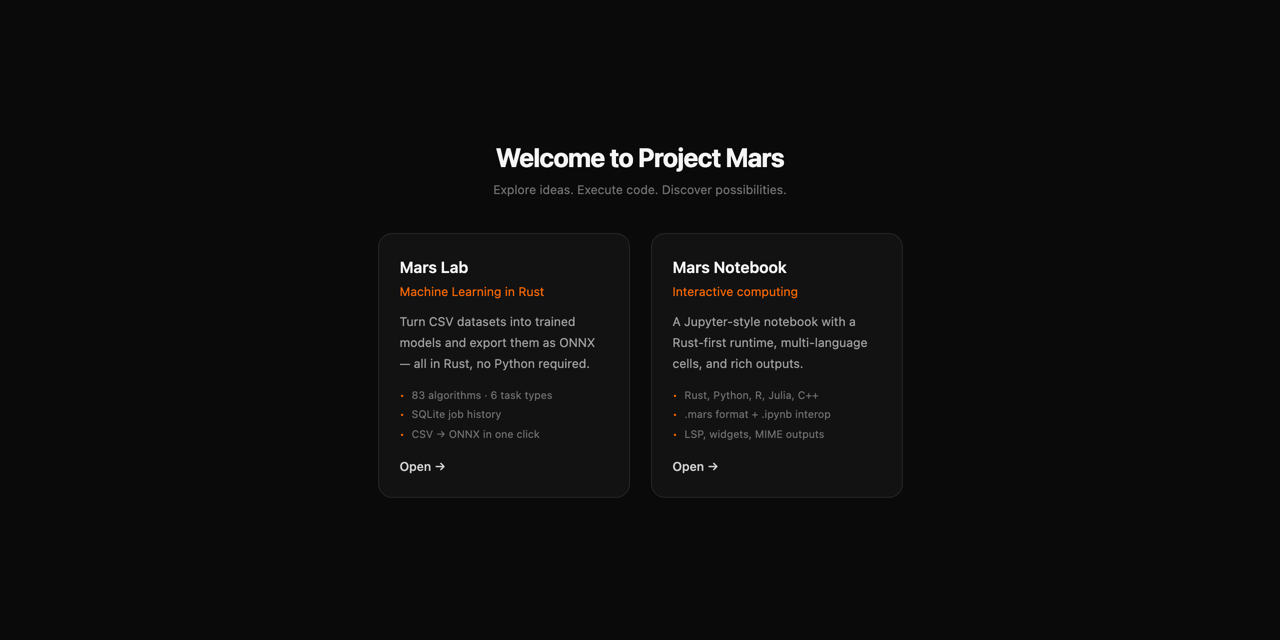 Welcome to Project Mars
Explore ideas. Execute code. Discover possibilities.
Mars Lab
Machine Learning in Rust
Turn CSV datasets into trained
models and export them as ONNX
— all in Rust, no Python required.
• 83 algorithms · 6 task types
• SQLite job history
• CSV → ONNX in one click
Open →
Mars Notebook
Interactive computing
A Jupyter-style notebook with a
Rust-first runtime, multi-language
cells, and rich outputs.
• Rust, Python, R, Julia, C++
• .mars format + .ipynb interop
• LSP, widgets, MIME outputs
Open →